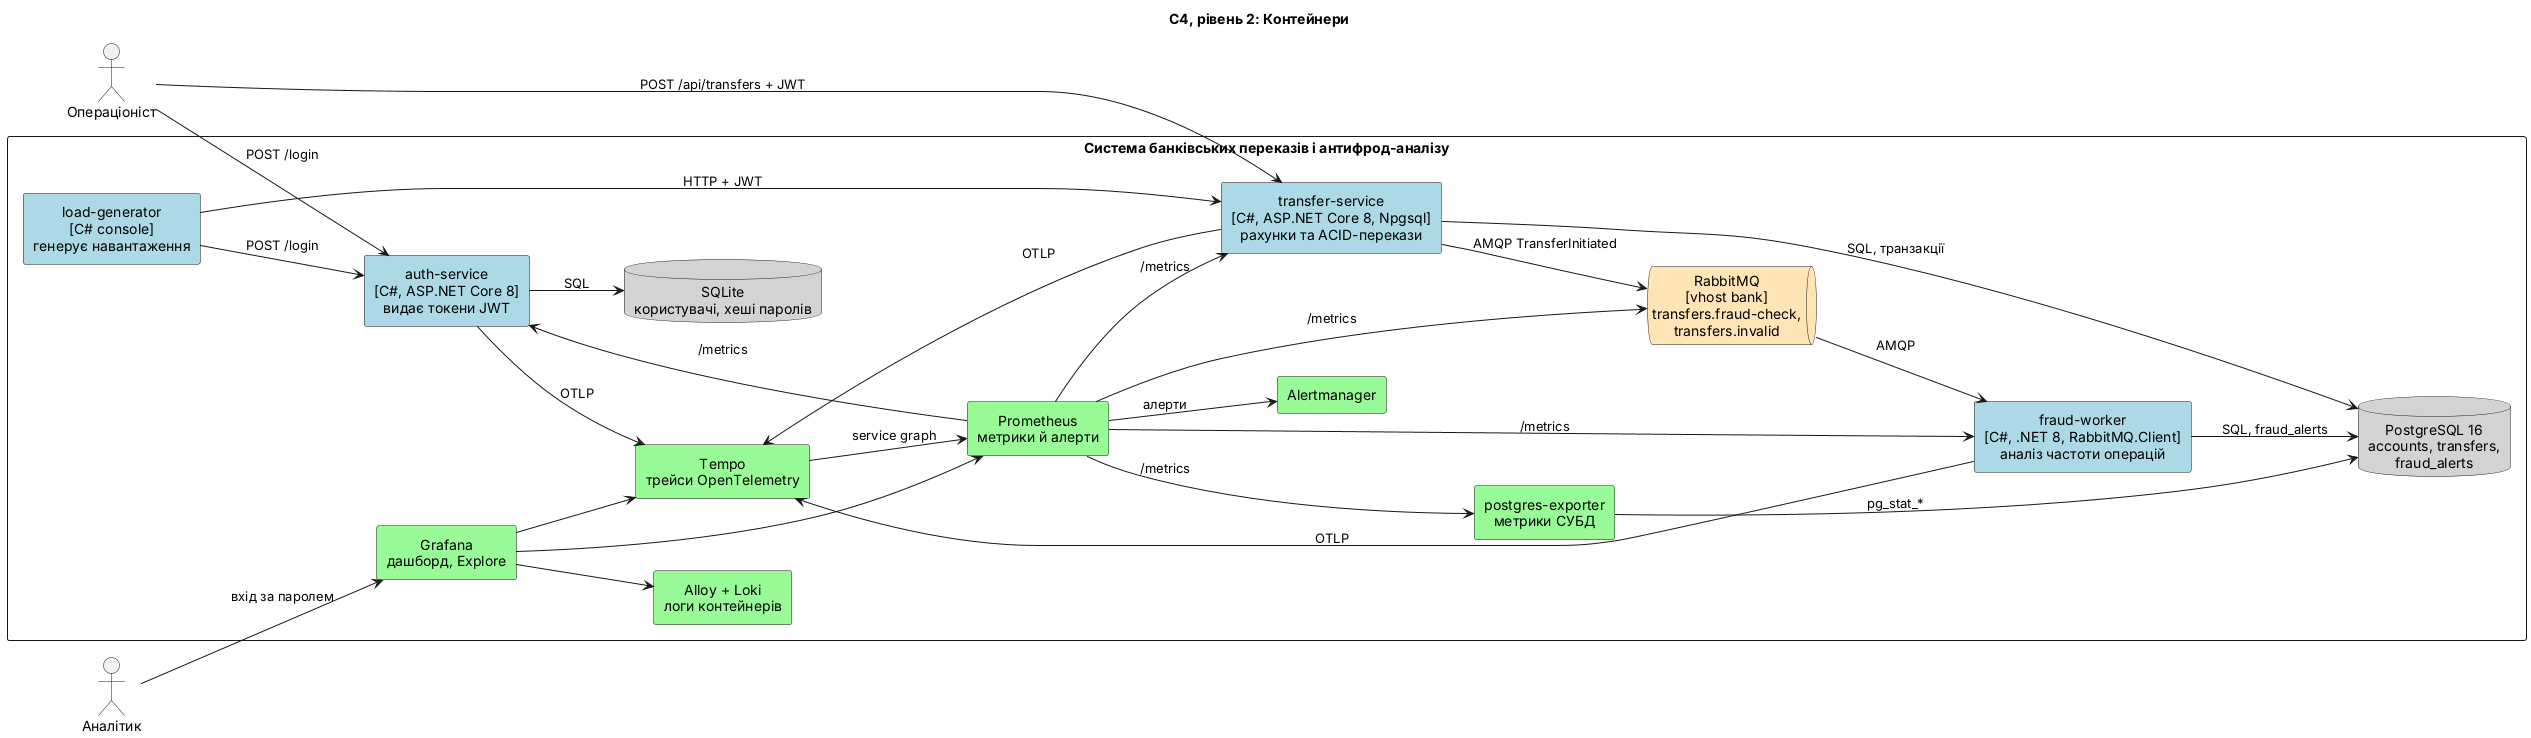 C4, рівень 2: Контейнери
Операціоніст
POST /api/transfers + JWT
POST /login
Система банківських переказів і антифрод-аналізу
load-generator
[C# console]
генерує навантаження
HTTP + JWT
POST /login
auth-service
[C#, ASP.NET Core 8]
видає токени JWT
SQL
SQLite
користувачі, хеші паролів
transfer-service
[C#, ASP.NET Core 8, Npgsql]
рахунки та ACID-перекази
OTLP
/metrics
AMQP TransferInitiated
SQL, транзакції
RabbitMQ
[vhost bank]
transfers.fraud-check,
transfers.invalid
/metrics
/metrics
AMQP
OTLP
Prometheus
метрики й алерти
алерти
Alertmanager
/metrics
fraud-worker
[C#, .NET 8, RabbitMQ.Client]
аналіз частоти операцій
SQL, fraud_alerts
PostgreSQL 16
accounts, transfers,
fraud_alerts
service graph
Tempo
трейси OpenTelemetry
/metrics
postgres-exporter
метрики СУБД
pg_stat_*
OTLP
Grafana
дашборд, Explore
Alloy + Loki
логи контейнерів
вхід за паролем
Аналітик